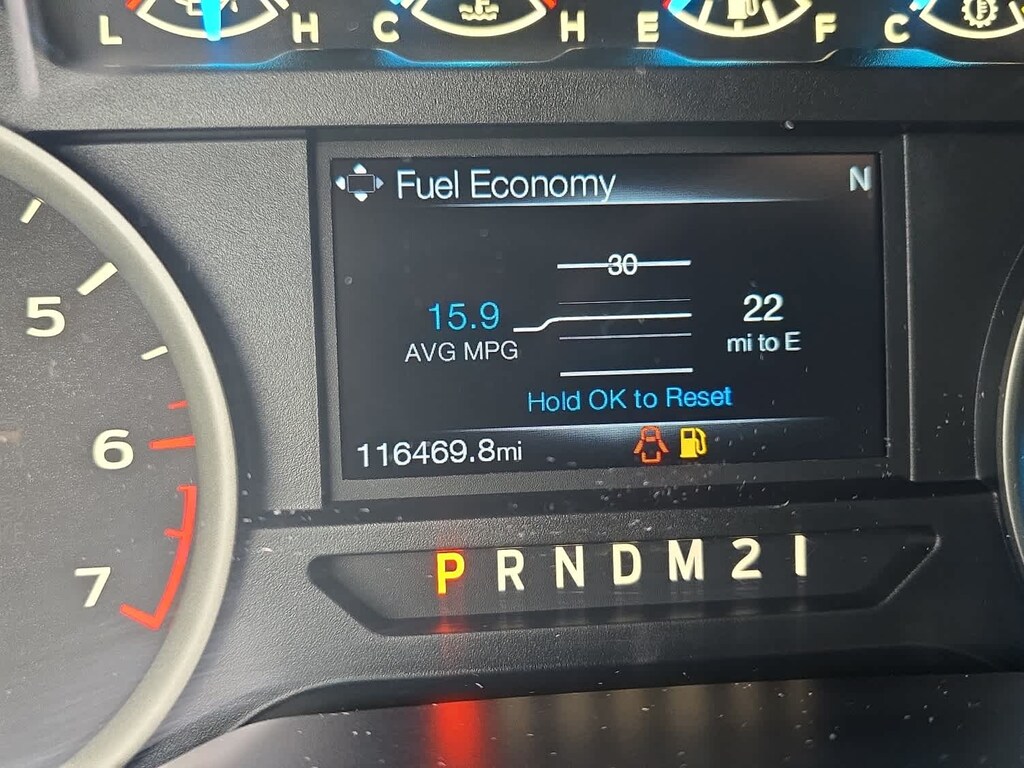 L H C H E F C
Fuel Economy N
30
15.9 22
AVG MPG mi to E
Hold OK to Reset
116469.8mi
5
6
7
P R N D M 2 1